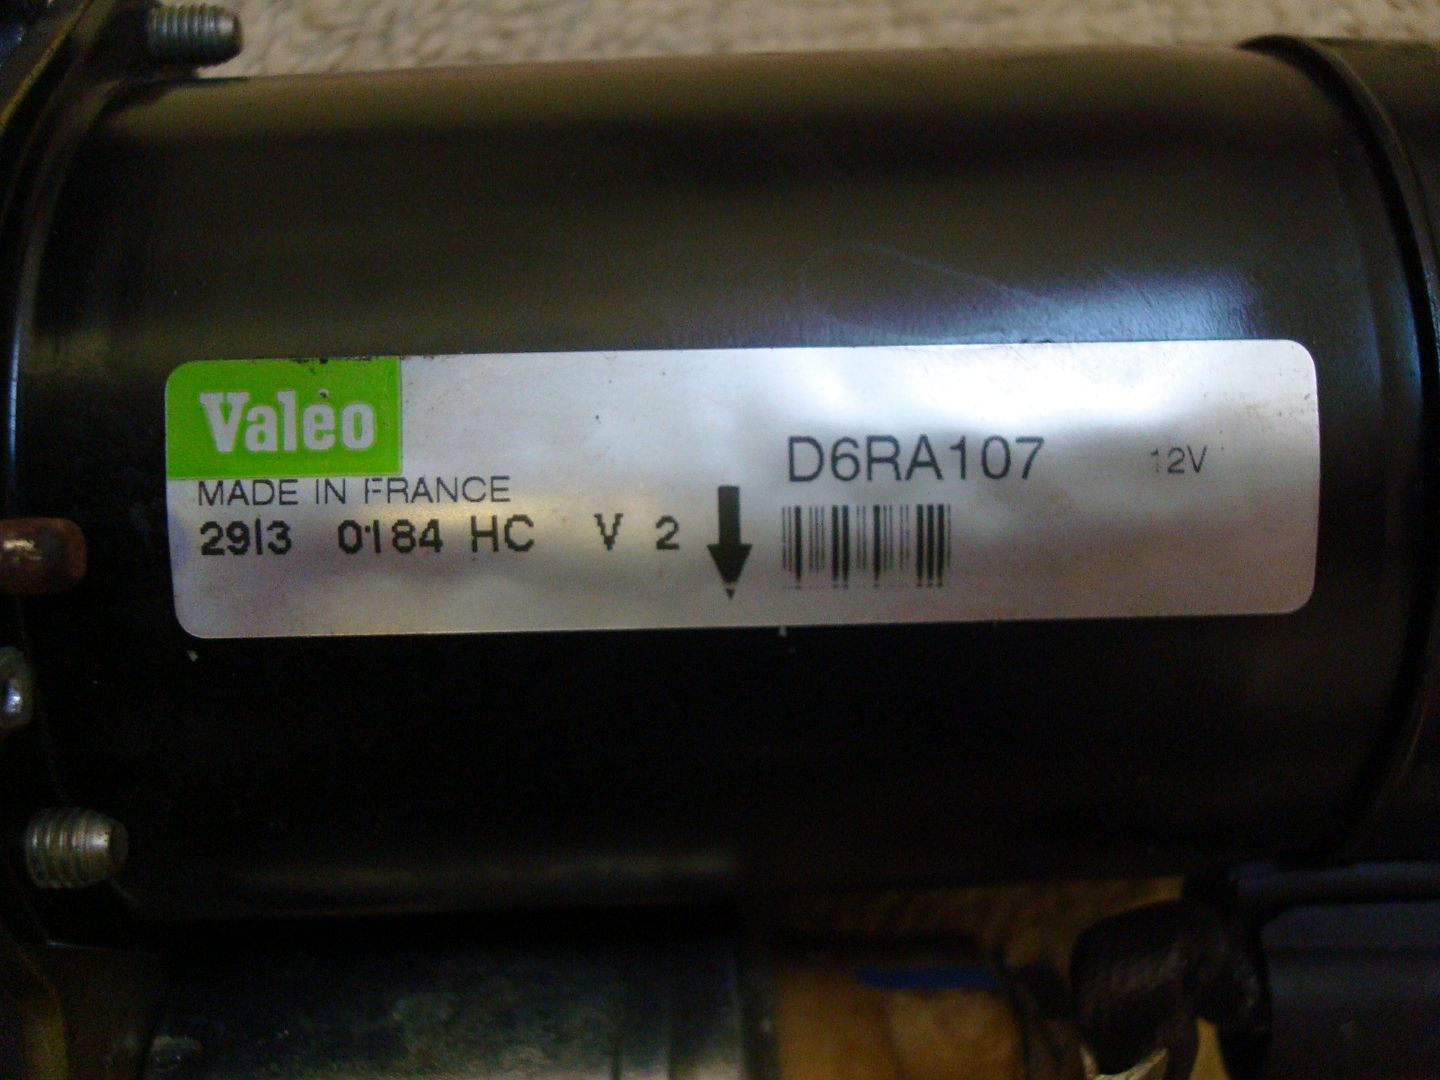 Valeo
MADE IN FRANCE
29|3 0184 HC V 2
D6RA107 12V